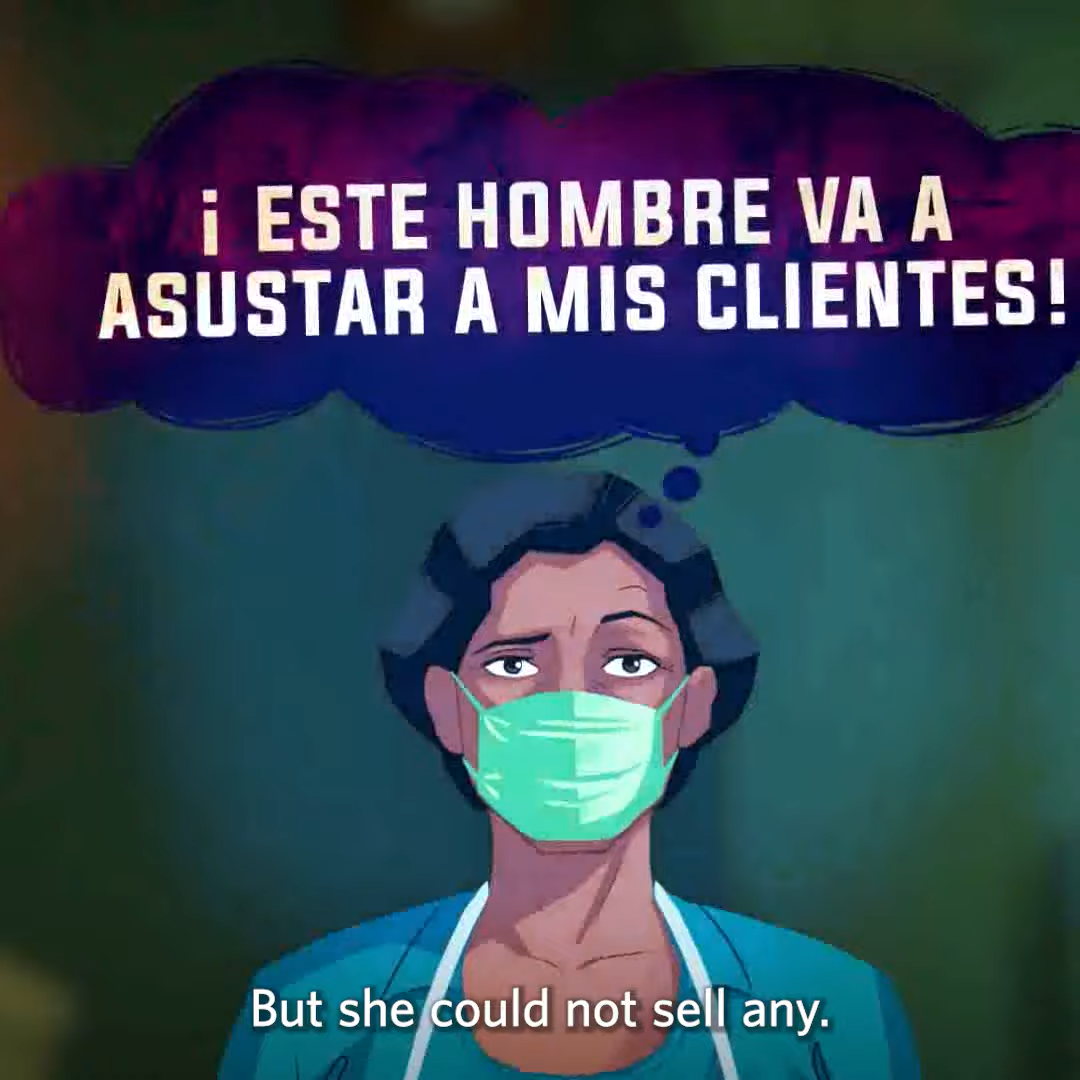 ¡ ESTE HOMBRE VA A
ASUSTAR A MIS CLIENTES!
But she could not sell any.